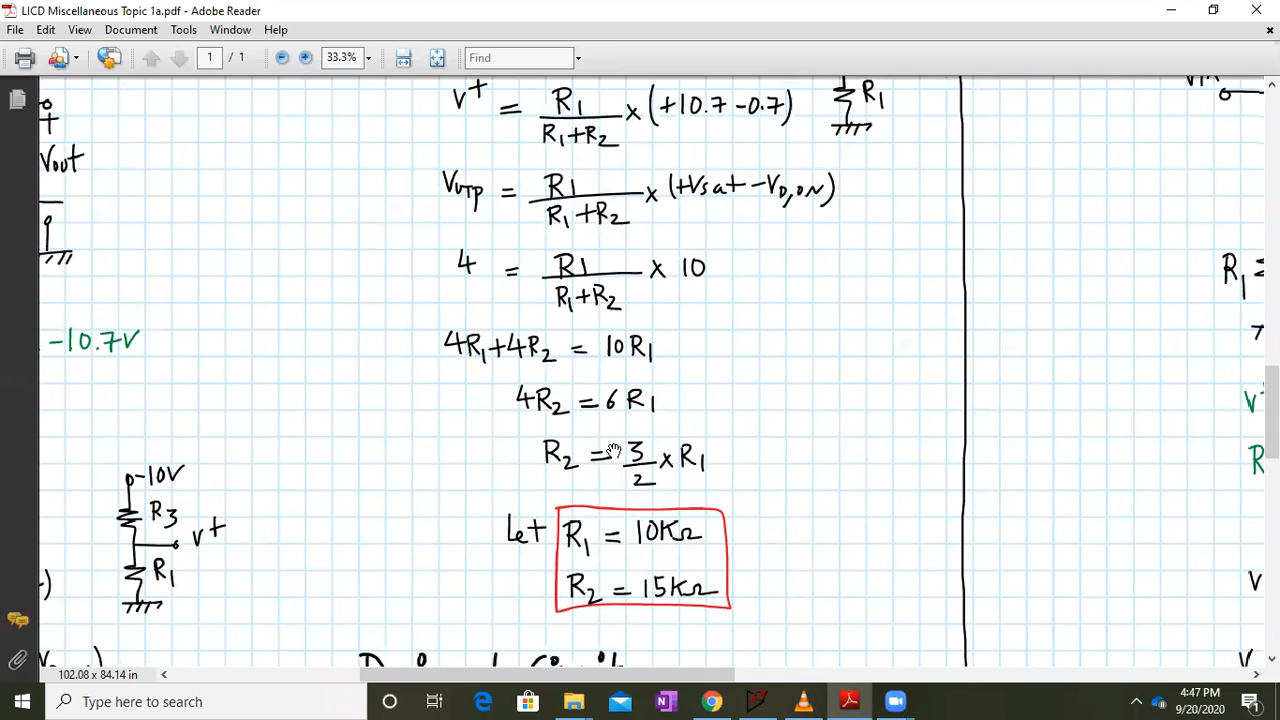 LICD Miscellaneous Topic 1a.pdf - Adobe Reader
File Edit View Document Tools Window Help
1 / 1 33.3% Find
V+ = R1/(R1+R2) x (+10.7 -0.7)
R1
+
Vout
VUTP = R1/(R1+R2) x (+Vsat - VD,ON)
4 = R1/(R1+R2) x 10
R1 =
-10.7V
4R1+4R2 = 10R1
4R2 = 6R1
R2 = 3/2 x R1
-10V
R3
V+
R1
let R1 = 10KΩ
R2 = 15KΩ
V
R
V
V
102.08 x 84.14 in
Type here to search
4:47 PM
9/20/2020